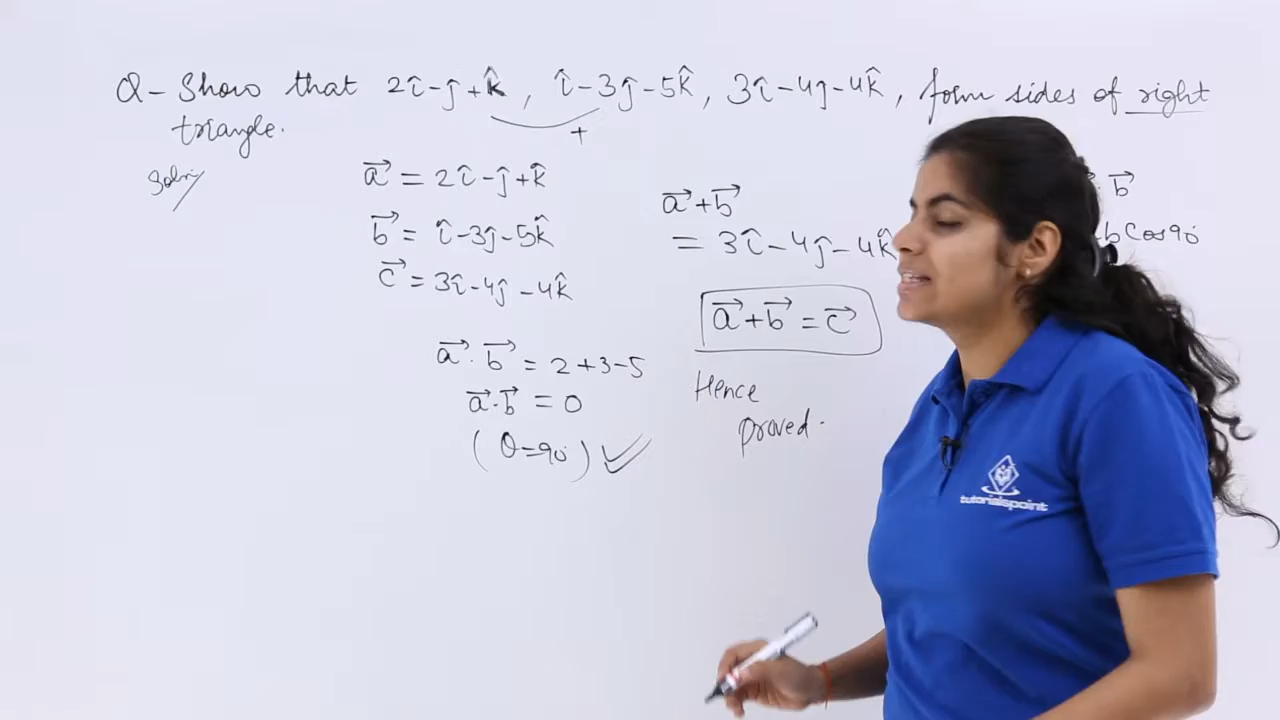 Q- Show that 2î-ĵ+k̂, î-3ĵ-5k̂, 3î-4ĵ-4k̂, form sides of right
triangle.
+
Soln
a⃗ = 2î-ĵ+k̂
b⃗ = î-3ĵ-5k̂
c⃗ = 3î-4ĵ-4k̂
a⃗·b⃗ = 2+3-5
a⃗·b⃗ = 0
(θ=90°)
a⃗+b⃗
= 3î-4ĵ-4k̂
a⃗+b⃗=c⃗
Hence
proved.
· b⃗
b Cos90°
tutorialspoint